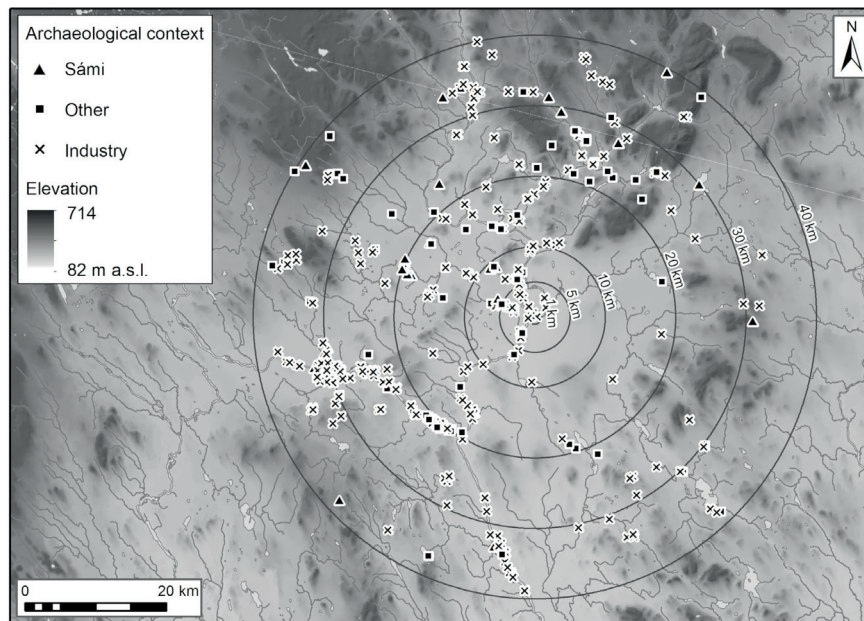 Archaeological context
Sámi
Other
Industry
Elevation
714
82 m a.s.l.
N
1 km
5 km
10 km
20 km
30 km
40 km
0
20 km